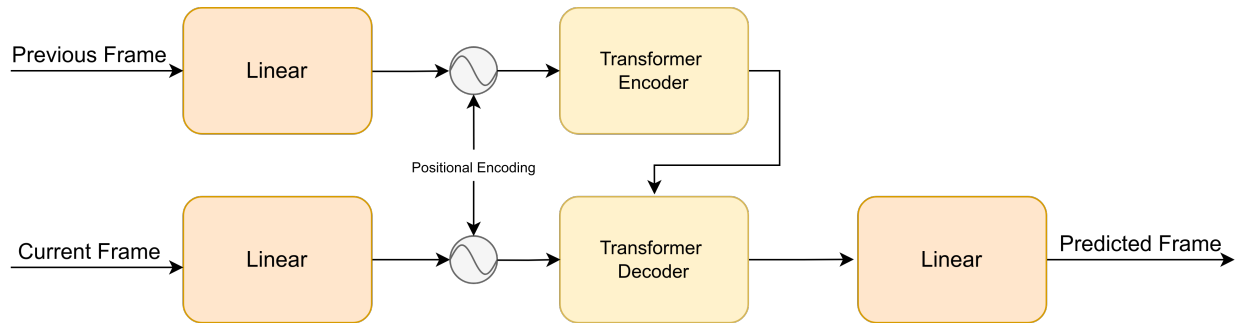 Previous Frame
Linear
Transformer
Encoder
Positional Encoding
Current Frame
Linear
Transformer
Decoder
Linear
Predicted Frame